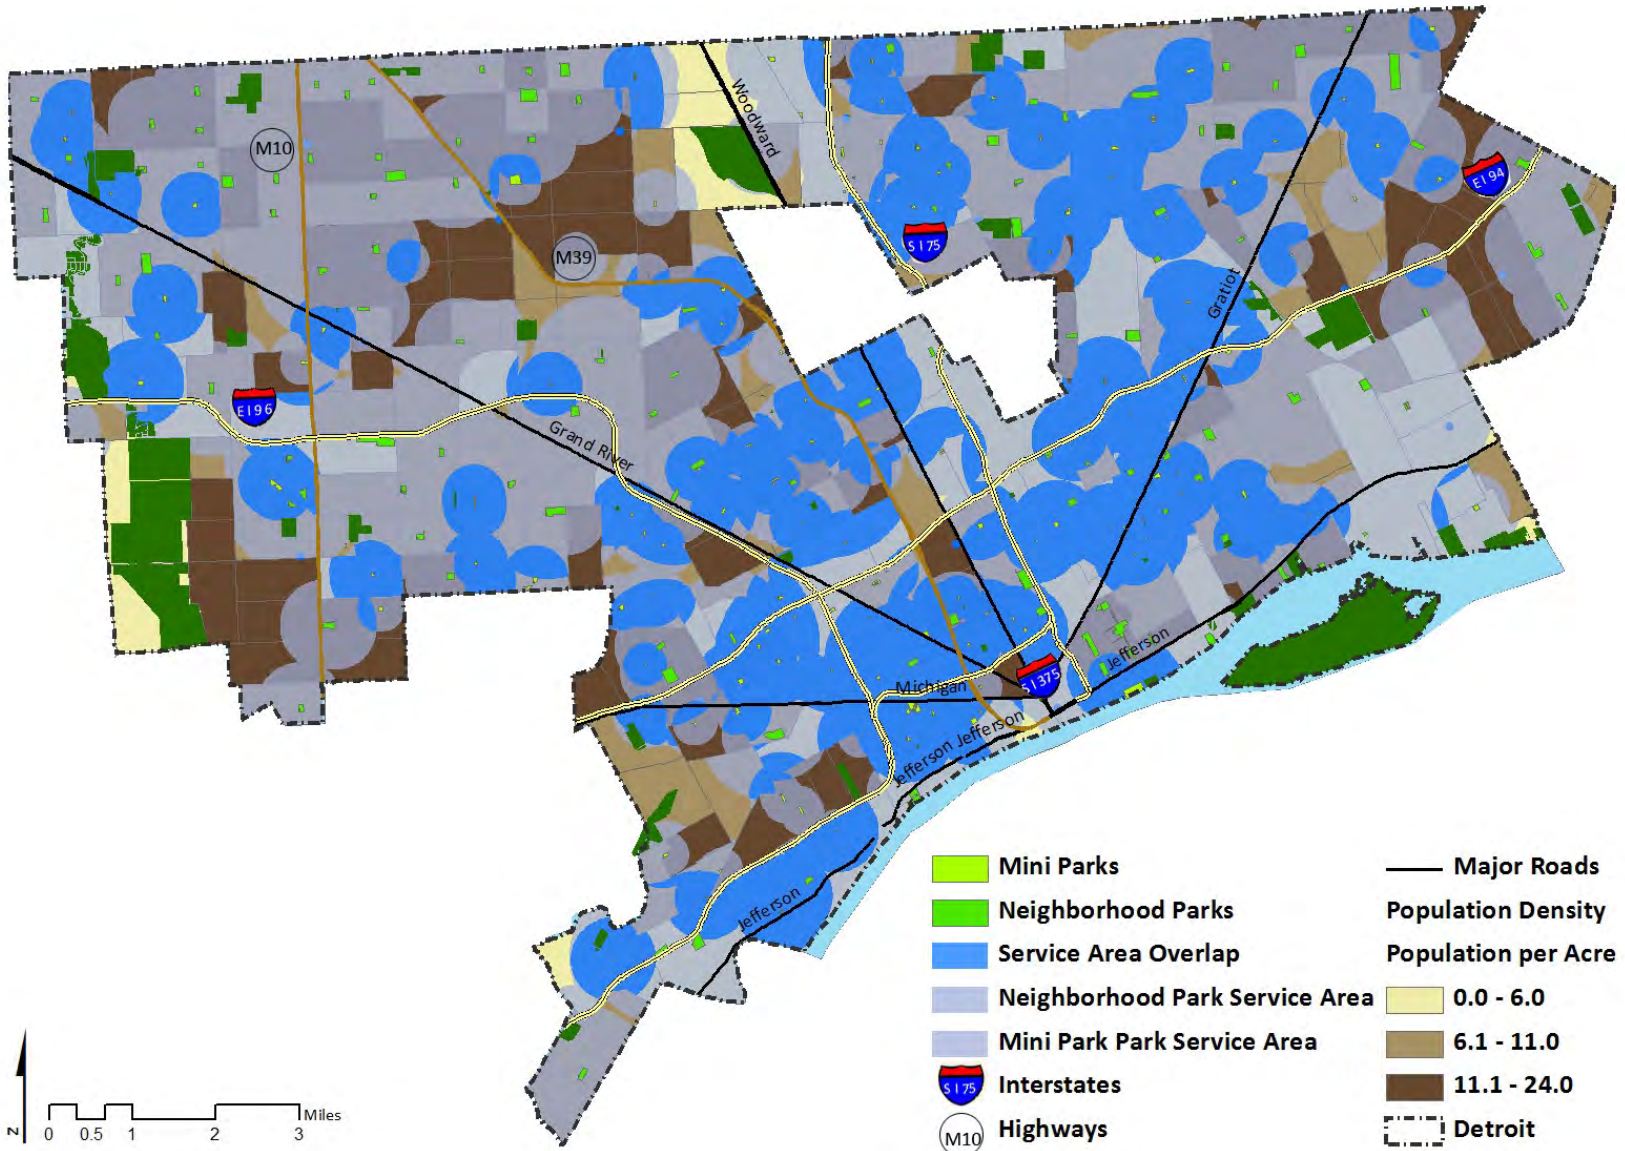 Woodward
M10
E I 94
S I 75
M39
Gratiot
E I 96
Grand River
Jefferson
S I 375
Michigan
Jefferson
Jefferson
Jefferson
Mini Parks
Neighborhood Parks
Service Area Overlap
Neighborhood Park Service Area
Mini Park Park Service Area
S I 75
Interstates
M10
Highways
Major Roads
Population Density
Population per Acre
0.0 - 6.0
6.1 - 11.0
11.1 - 24.0
Detroit
N
Miles
0 0.5 1 2 3